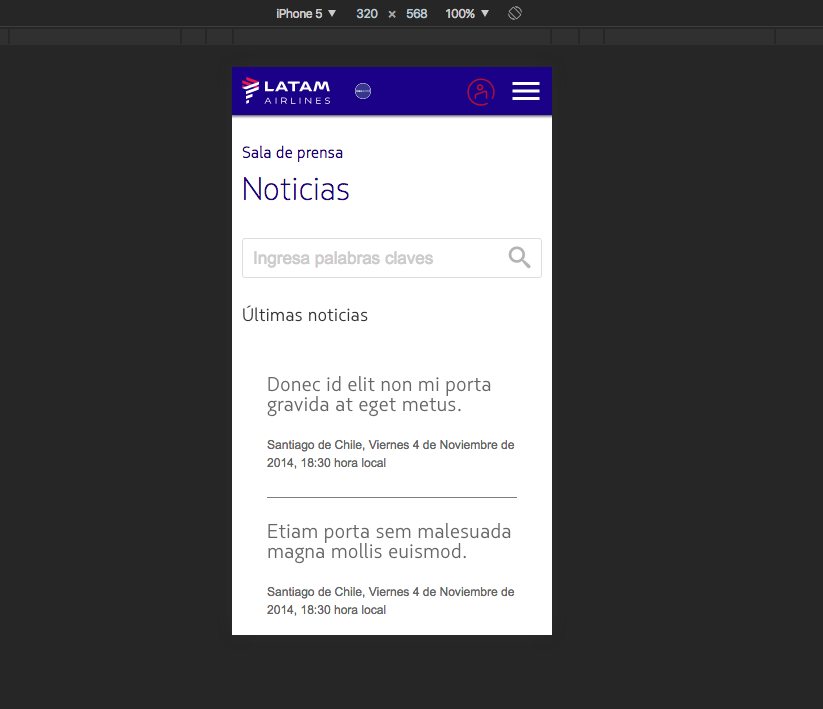 iPhone 5 ▼ 320 × 568 100% ▼
LATAM
AIRLINES
Sala de prensa
Noticias
Ingresa palabras claves
Últimas noticias
Donec id elit non mi porta
gravida at eget metus.
Santiago de Chile, Viernes 4 de Noviembre de
2014, 18:30 hora local
Etiam porta sem malesuada
magna mollis euismod.
Santiago de Chile, Viernes 4 de Noviembre de
2014, 18:30 hora local